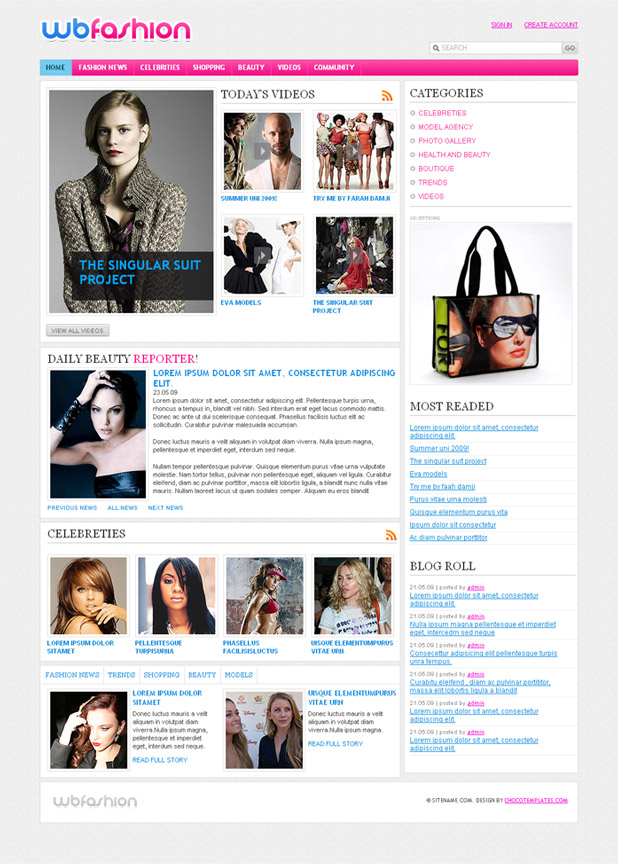 wbfashion
SIGN IN
CREATE ACCOUNT
SEARCH
GO
HOME
FASHION NEWS
CELEBRITIES
SHOPPING
BEAUTY
VIDEOS
COMMUNITY
THE SINGULAR SUIT
PROJECT
VIEW ALL VIDEOS
TODAY'S VIDEOS
SUMMER UNI 2009!
TRY ME BY FARAH DAMJI
EVA MODELS
THE SINGULAR SUIT
PROJECT
DAILY BEAUTY REPORTER!
LOREM IPSUM DOLOR SIT AMET, CONSECTETUR ADIPISCING
ELIT.
23.05.09
Lorem ipsum dolor sit amet, consectetur adipiscing elit. Pellentesque turpis urna,
rhoncus a tempus in, blandit vel nibh. Sed interdum erat eget lacus commodo mattis.
Donec ac ante ut dui scelerisque consequat. Phasellus facilisis luctus elit ac
sollicitudin. Curabitur pulvinar malesuada accumsan.
Donec luctus mauris a velit aliquam in volutpat diam viverra. Nulla ipsum magna,
pellentesque et imperdiet eget, interdum sed neque.
Nullam tempor pellentesque pulvinar. Quisque elementum purus vitae urna vulputate
molestie. Nam tortor tellus, pulvinar non pellentesque eget, aliquam vel ligula. Curabitur
eleifend, diam ac pulvinar porttitor, massa elit lobortis ligula, a blandit nunc nulla vitae
mauris. Nullam laoreet lacus ut quam sodales semper. Aliquam eu eros blandit
PREVIOUS NEWS
ALL NEWS
NEXT NEWS
CELEBRETIES
LOREM IPSUM DOLOR
SITAMET
PELLENTESQUE
TURPISURNA
PHASELLUS
FACILISISLUCTUS
UISQUE ELEMENTUMPURUS
VITAE URN
FASHION NEWS
TRENDS
SHOPPING
BEAUTY
MODELS
LOREM IPSUM DOLOR
SITAMET
Donec luctus mauris a velit
aliquam in volutpat diam
viverra.Nulla ipsum magna,
pellentesque et imperdiet
eget, interdum sed neque.
READ FULL STORY
UISQUE ELEMENTUMPURUS
VITAE URN
Donec luctus mauris a velit
aliquam in volutpat diam
viverra.Nulla ipsum magna,
READ FULL STORY
CATEGORIES
CELEBRETIES
MODEL AGENCY
PHOTO GALLERY
HEALTH AND BEAUTY
BOUTIQUE
TRENDS
VIDEOS
ADVERTISING
FOR
MOST READED
Lorem ipsum dolor sit amet, consectetur
adipiscing elit.
Summer uni 2009!
The singular suit project
Eva models
Try me by faah damji
Purus vitae urna molesti
Quisque elementum purus vita
Ipsum dolor sit consectetur
Ac diam pulvinar porttitor
BLOG ROLL
21.05.09 | posted by admin
Lorem ipsum dolor sit amet, consectetur
adipiscing elit.
21.05.09 | posted by admin
Nulla ipsum magna pellentesque et imperdiet
eget, intercedm sed neque
21.05.09 | posted by admin
Consecettur adipsicing elit pellentesque turpis
unra tempus.
21.05.09 | posted by admin
Curabitu eleifend , diam ac pulvinar porttitor,
massa elit lobortis ligula a blandit
21.05.09 | posted by admin
Lorem ipsum dolor sit amet, consectetur
adipiscing elit.
21.05.09 | posted by admin
Lorem ipsum dolor sit amet, consectetur
adipiscing elit.
wbfashion
© SITENAME.COM. DESIGN BY CHOCOTEMPLATES.COM